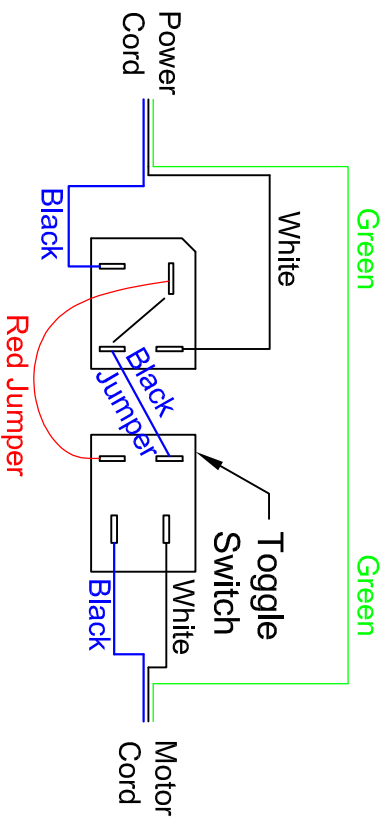 Power
Cord
Green
White
Black
Red Jumper
Black
Jumper
Toggle
Switch
Green
White
Black
Motor
Cord